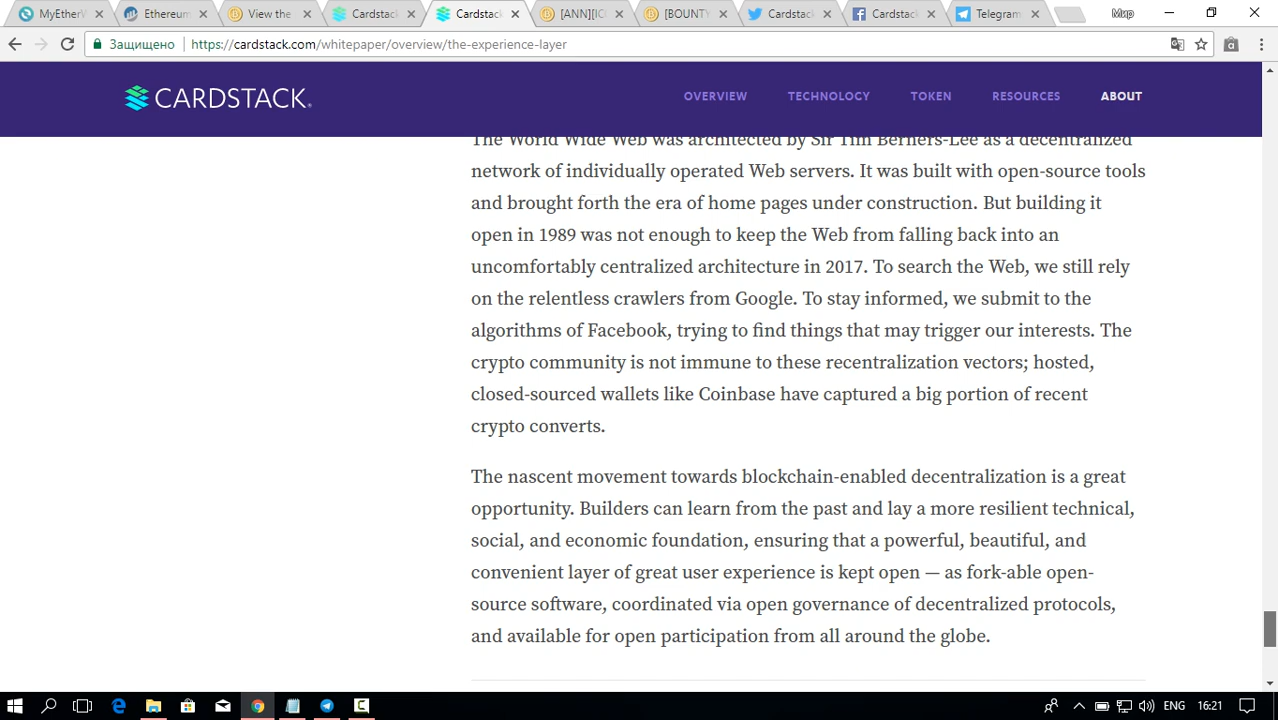 MyEtherW
Ethereum
View the
Cardstack
Cardstack
[ANN][IC
[BOUNTY
Cardstack
Cardstack
Telegram
Мир
Защищено
https://cardstack.com/whitepaper/overview/the-experience-layer
CARDSTACK
OVERVIEW
TECHNOLOGY
TOKEN
RESOURCES
ABOUT
The World Wide Web was architected by Sir Tim Berners-Lee as a decentralized
network of individually operated Web servers. It was built with open-source tools
and brought forth the era of home pages under construction. But building it
open in 1989 was not enough to keep the Web from falling back into an
uncomfortably centralized architecture in 2017. To search the Web, we still rely
on the relentless crawlers from Google. To stay informed, we submit to the
algorithms of Facebook, trying to find things that may trigger our interests. The
crypto community is not immune to these recentralization vectors; hosted,
closed-sourced wallets like Coinbase have captured a big portion of recent
crypto converts.
The nascent movement towards blockchain-enabled decentralization is a great
opportunity. Builders can learn from the past and lay a more resilient technical,
social, and economic foundation, ensuring that a powerful, beautiful, and
convenient layer of great user experience is kept open — as fork-able open-
source software, coordinated via open governance of decentralized protocols,
and available for open participation from all around the globe.
ENG
16:21